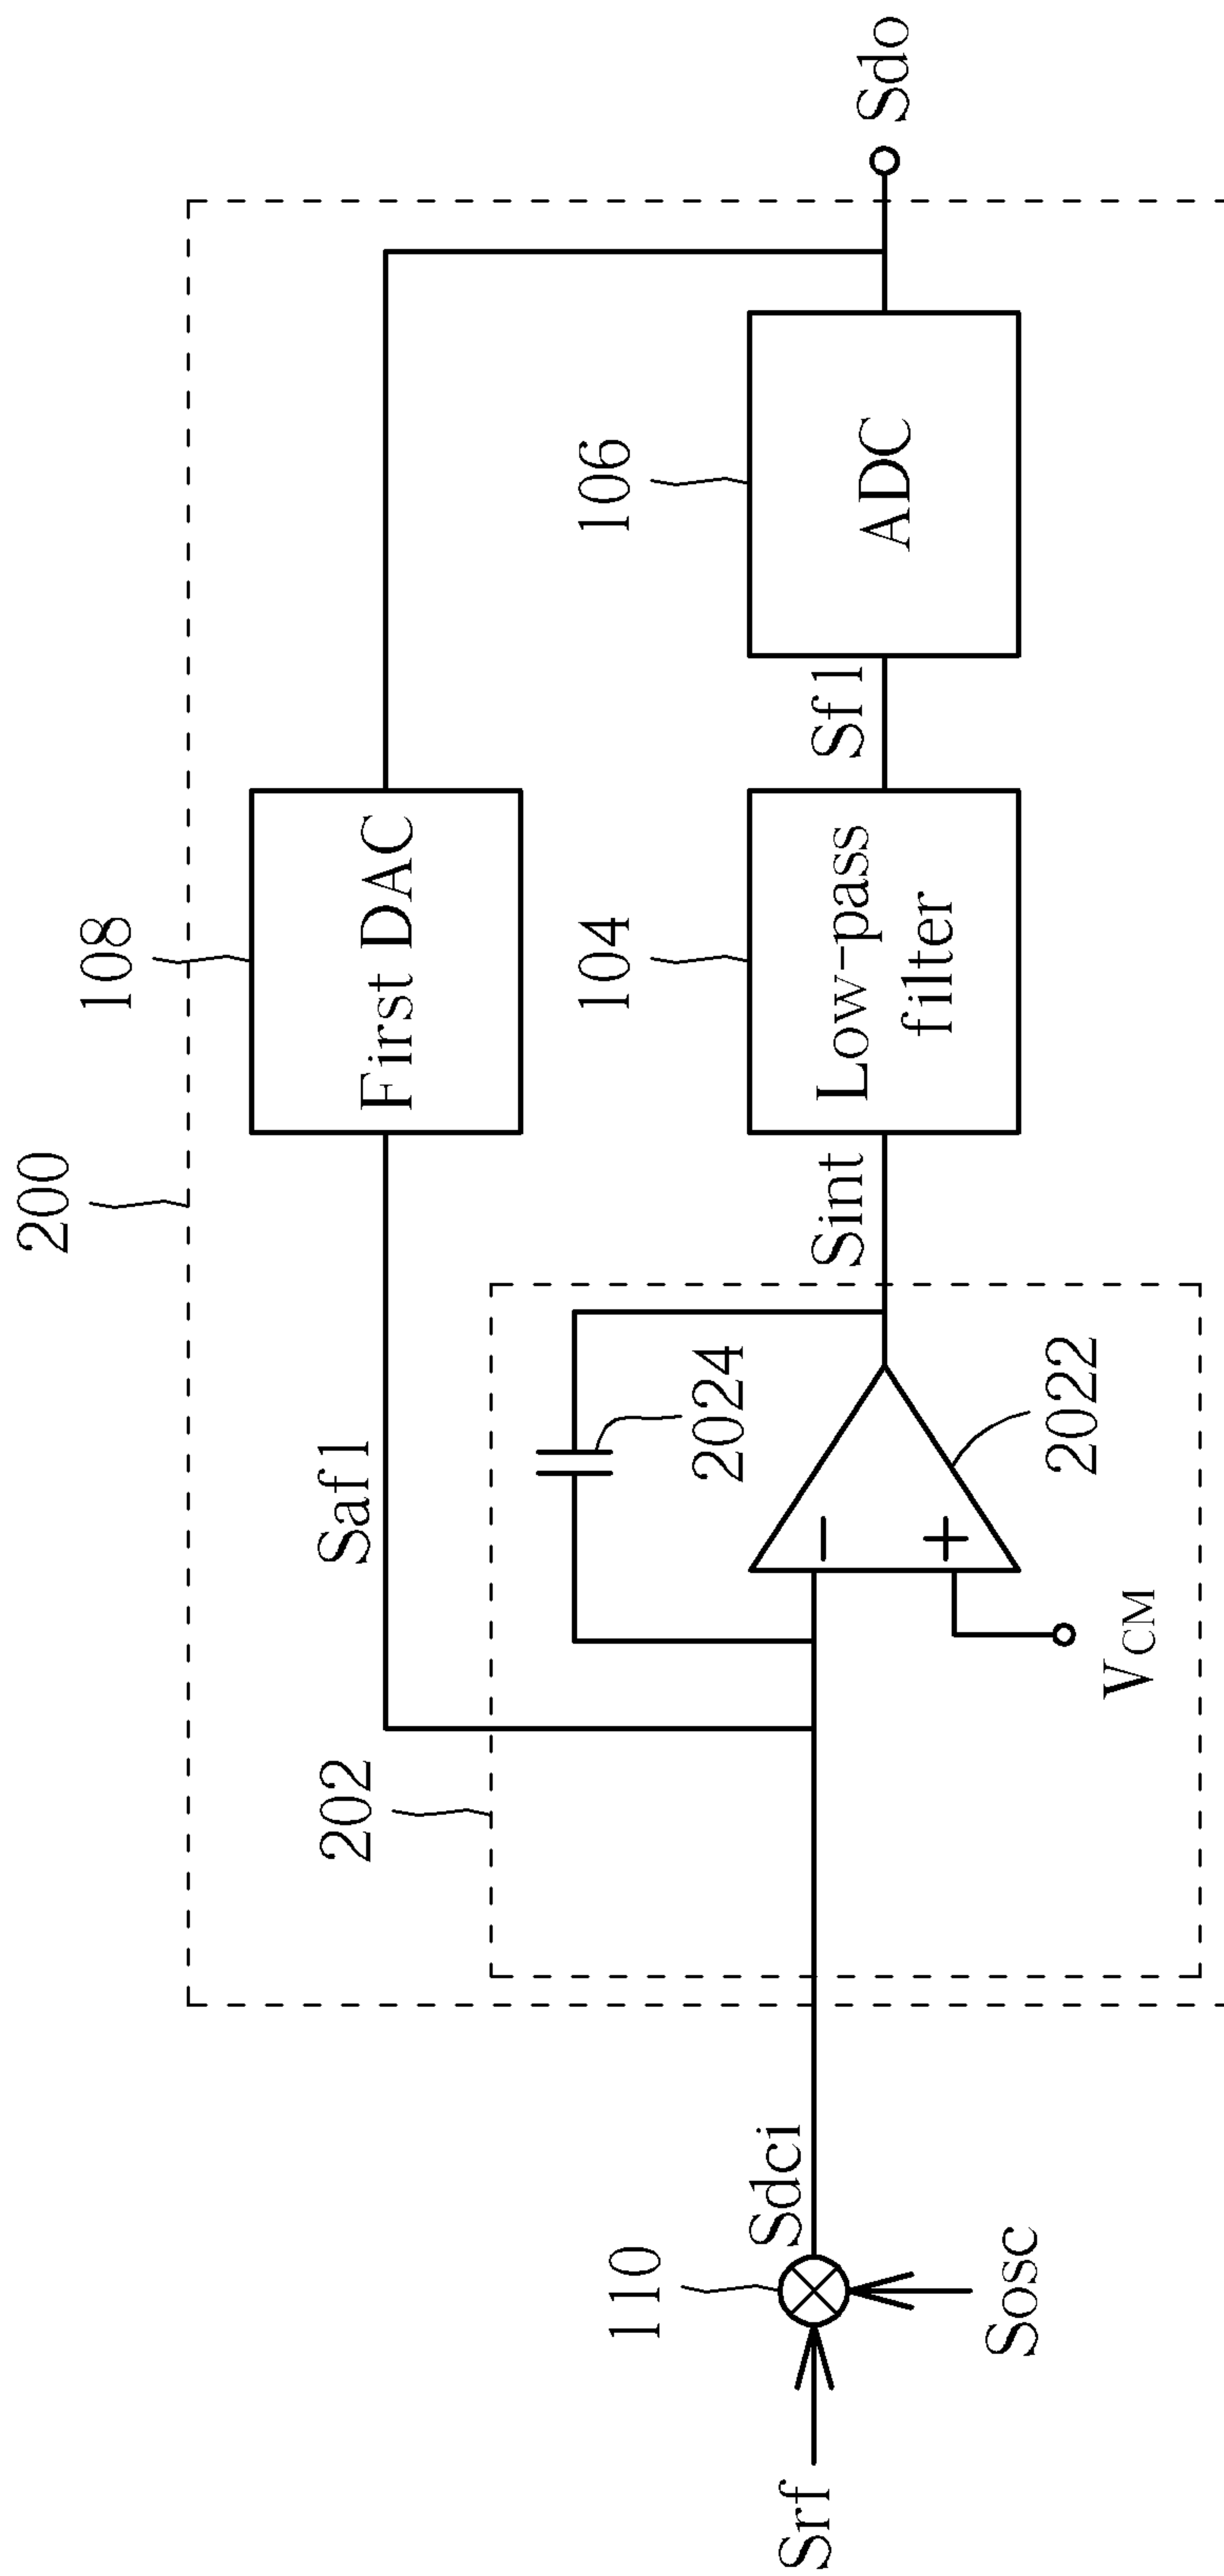 200
108
First DAC
Saf1
202
104
106
2024
110
Sdci
Sint
Low-pass
filter
Sf1
ADC
Sdo
Srf
−
+
2022
Sosc
VCM